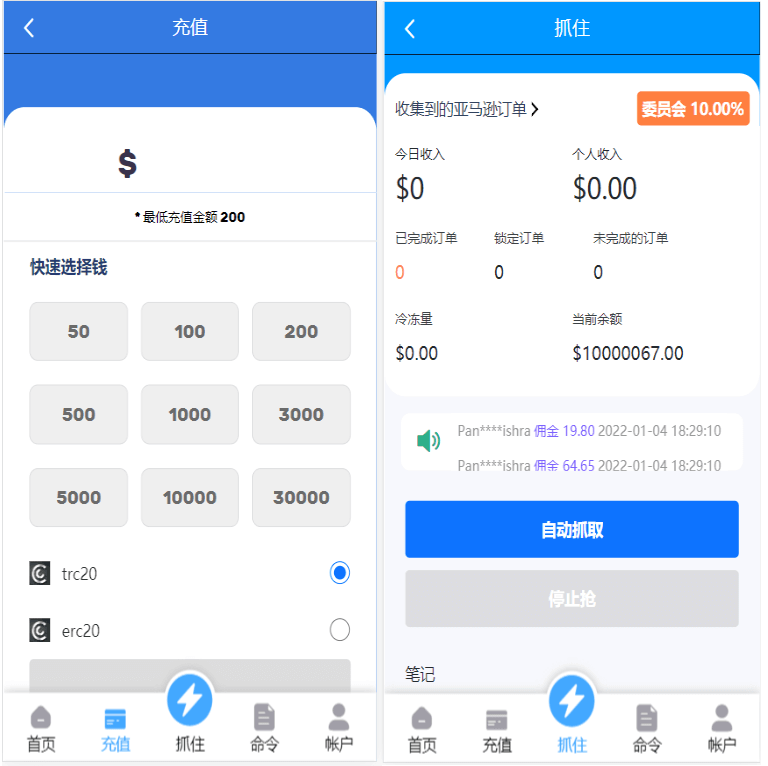 充值
$
* 最低充值金额 200
快速选择钱
50 100 200
500 1000 3000
5000 10000 30000
trc20
erc20
首页 充值 抓住 命令 帐户
抓住
收集到的亚马逊订单
委员会 10.00%
今日收入 个人收入
$0 $0.00
已完成订单 锁定订单 未完成的订单
0 0 0
冷冻量 当前余额
$0.00 $10000067.00
Pan****ishra 佣金 19.80 2022-01-04 18:29:10
Pan****ishra 佣金 64.65 2022-01-04 18:29:10
自动抓取
停止抢
笔记
首页 充值 抓住 命令 帐户